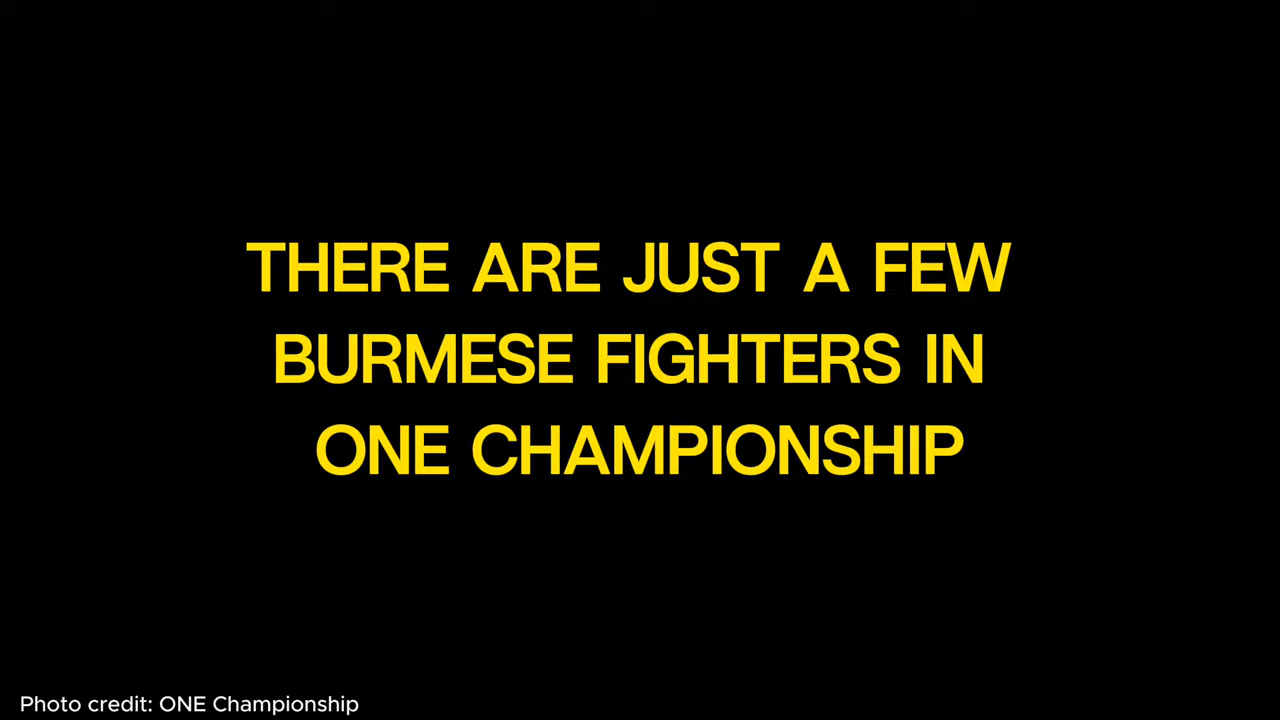 THERE ARE JUST A FEW
BURMESE FIGHTERS IN
ONE CHAMPIONSHIP
Photo credit: ONE Championship